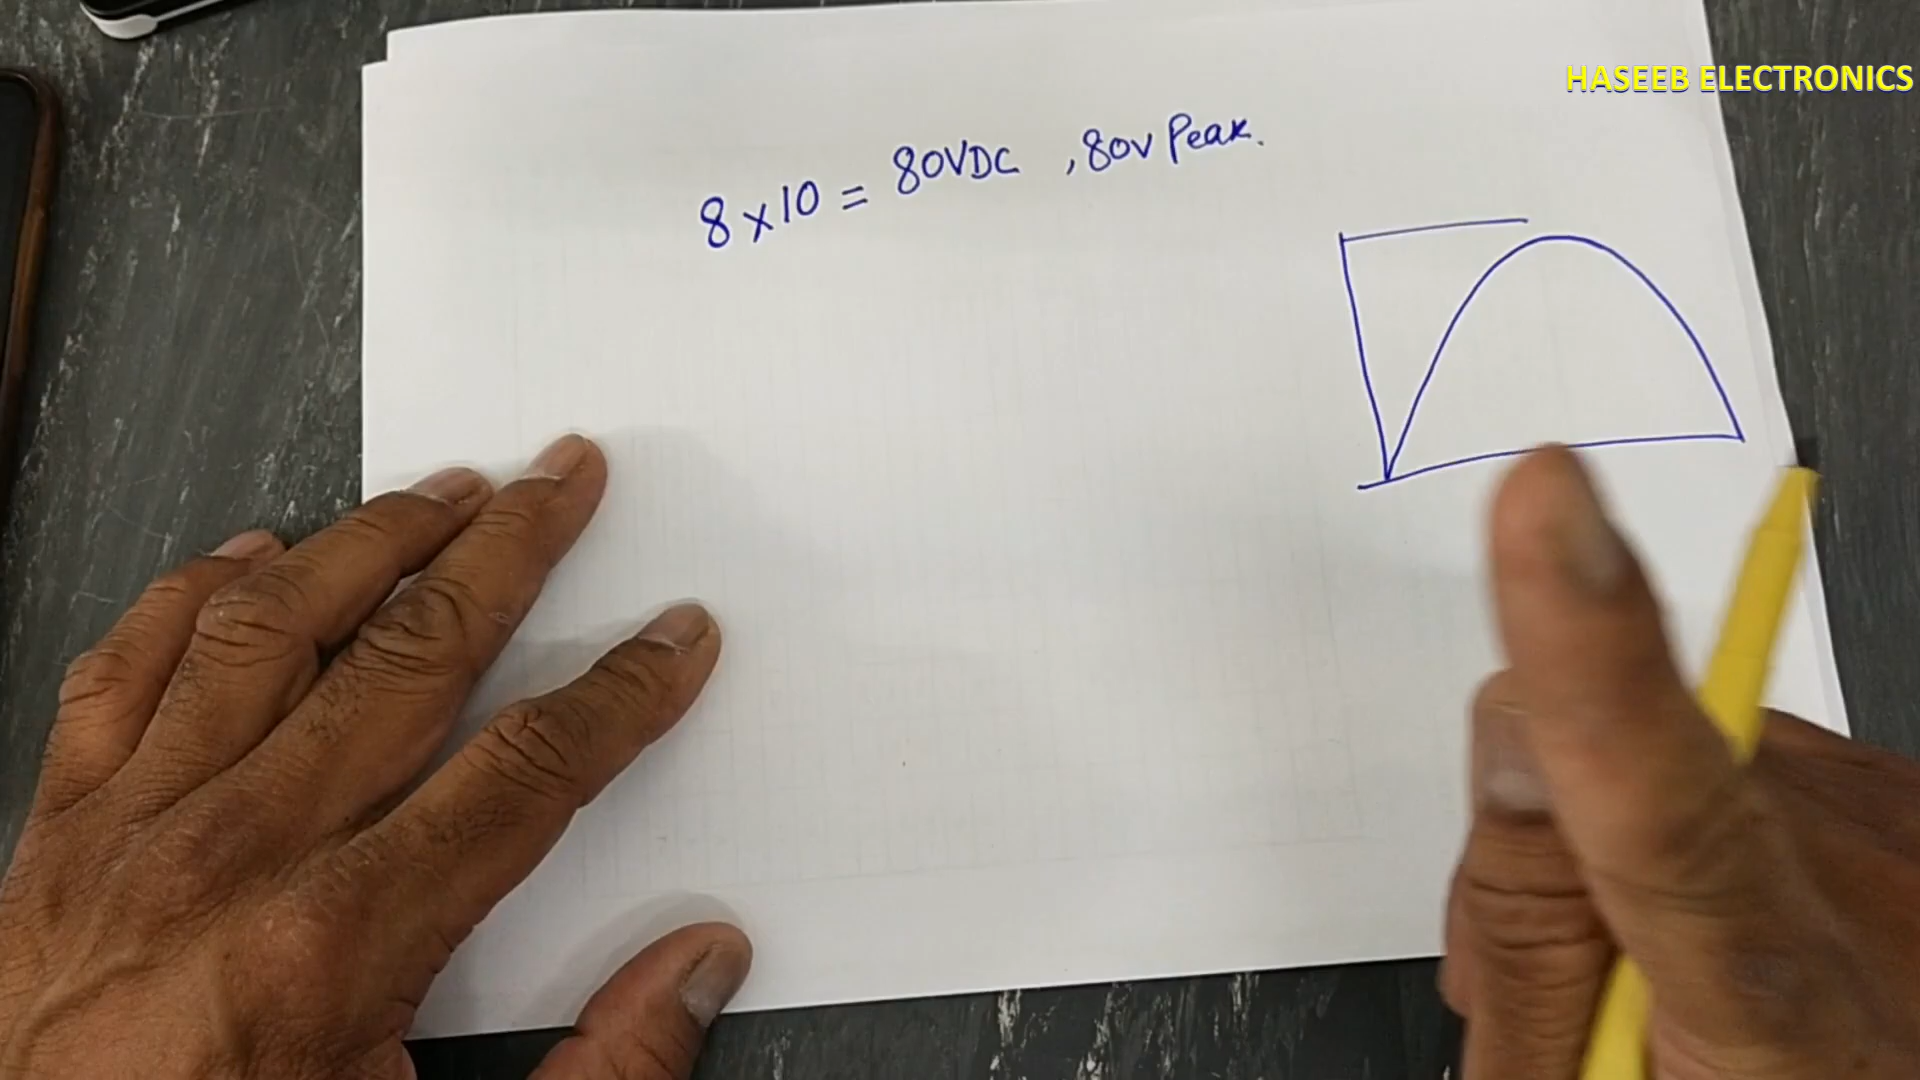 HASEEB ELECTRONICS
8 x 10 = 80VDC , 80v Peak.